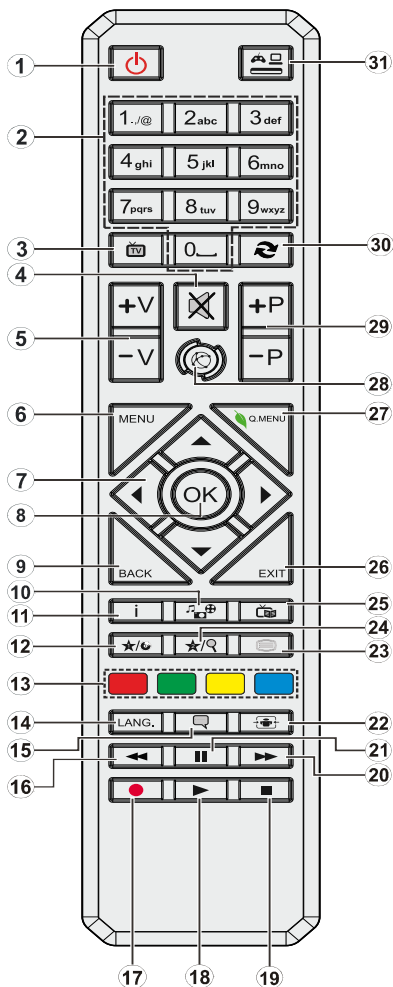 1 31
1.,/@ 2abc 3def
2
4ghi 5jkl 6mno
7pqrs 8tuv 9wxyz
3 TV 0 30
4
+V +P
29
5
-V -P
28
6 MENU Q.MENU 27
7
8 OK
9 26
BACK EXIT
10
11 i 25
24
12 23
13
14 LANG. 22
15 21
16 20
17 18 19